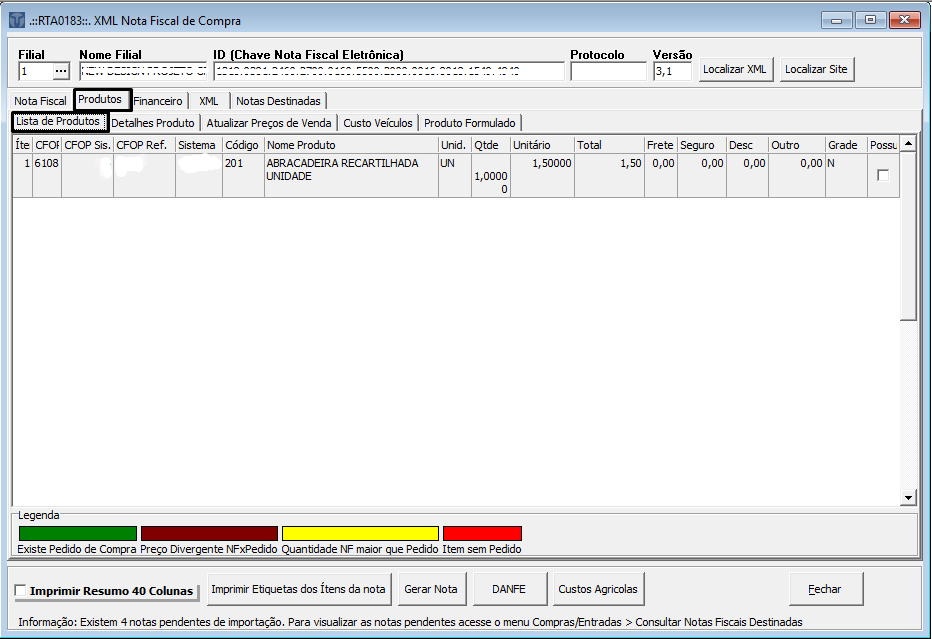 .::RTA0183::. XML Nota Fiscal de Compra
Filial Nome Filial ID (Chave Nota Fiscal Eletrônica) Protocolo Versão
1 ... 3,1 Localizar XML Localizar Site
Nota Fiscal Produtos Financeiro XML Notas Destinadas
Lista de Produtos Detalhes Produto Atualizar Preços de Venda Custo Veículos Produto Formulado
Íte CFOP CFOP Sis. CFOP Ref. Sistema Código Nome Produto Unid. Qtde Unitário Total Frete Seguro Desc Outro Grade Possu
1 6108 201 ABRACADEIRA RECARTILHADA UN 1,50000 1,50 0,00 0,00 0,00 0,00 N
UNIDADE 1,0000
0
Legenda
Existe Pedido de Compra Preço Divergente NFxPedido Quantidade NF maior que Pedido Item sem Pedido
Imprimir Resumo 40 Colunas Imprimir Etiquetas dos Ítens da nota Gerar Nota DANFE Custos Agricolas Fechar
Informação: Existem 4 notas pendentes de importação. Para visualizar as notas pendentes acesse o menu Compras/Entradas > Consultar Notas Fiscais Destinadas